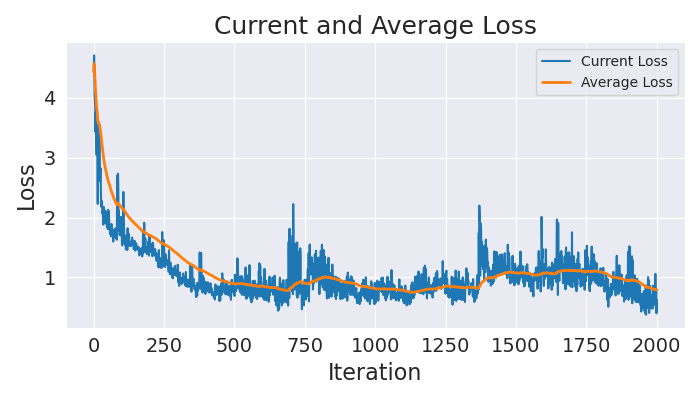 Current and Average Loss
Current Loss
Average Loss
Loss
4
3
2
1
0 250 500 750 1000 1250 1500 1750 2000
Iteration